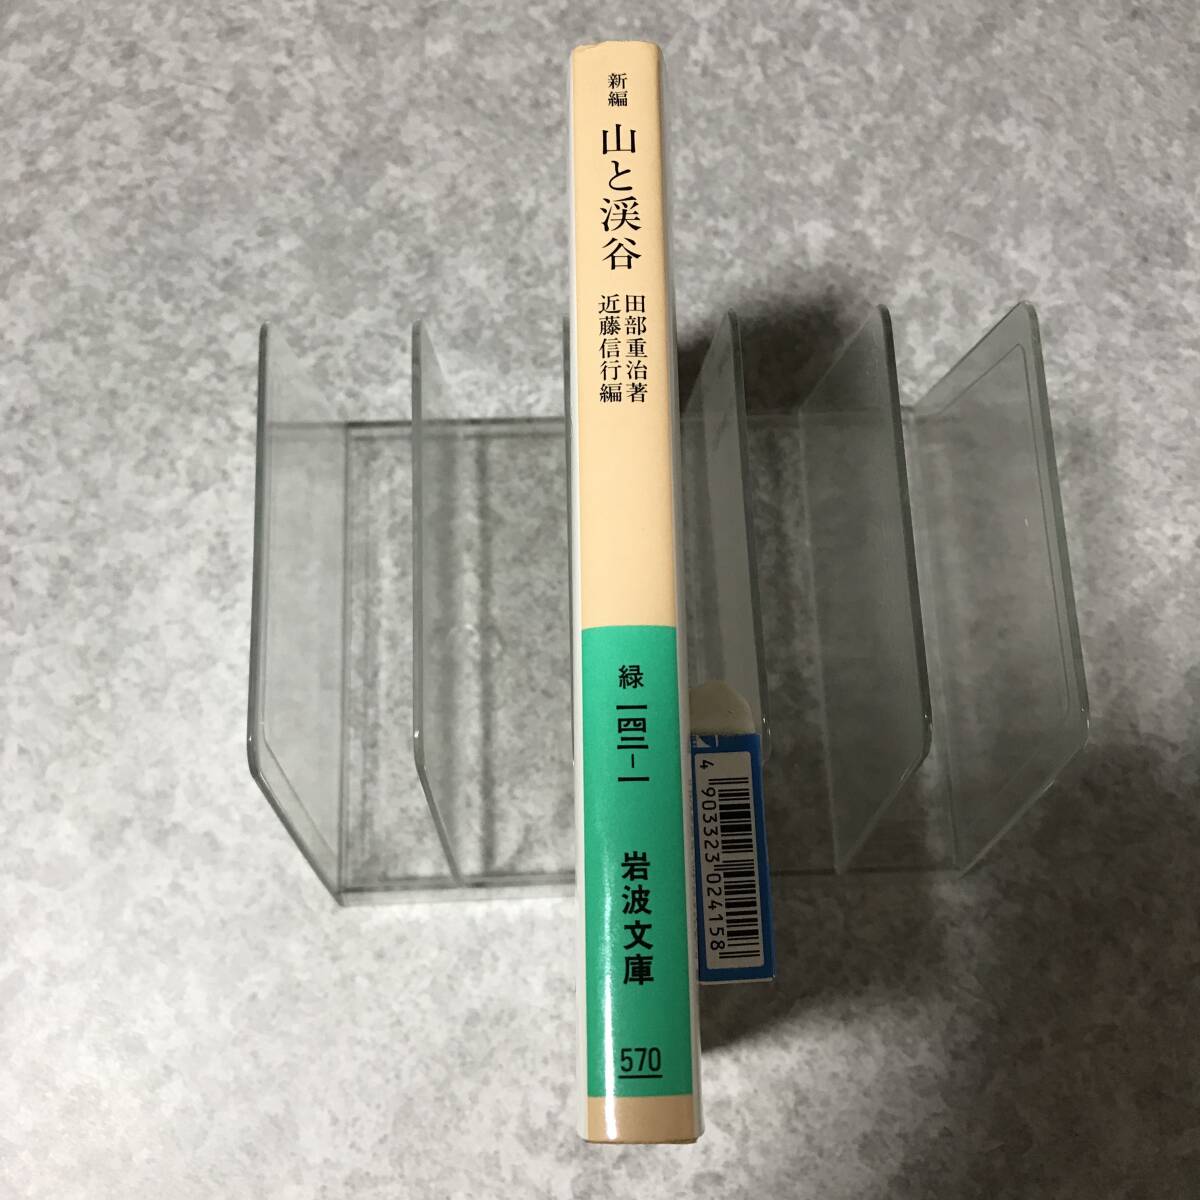 新編
山と渓谷
田部重治著
近藤信行編
緑 一四三-一
岩波文庫
570
4 903323 024158